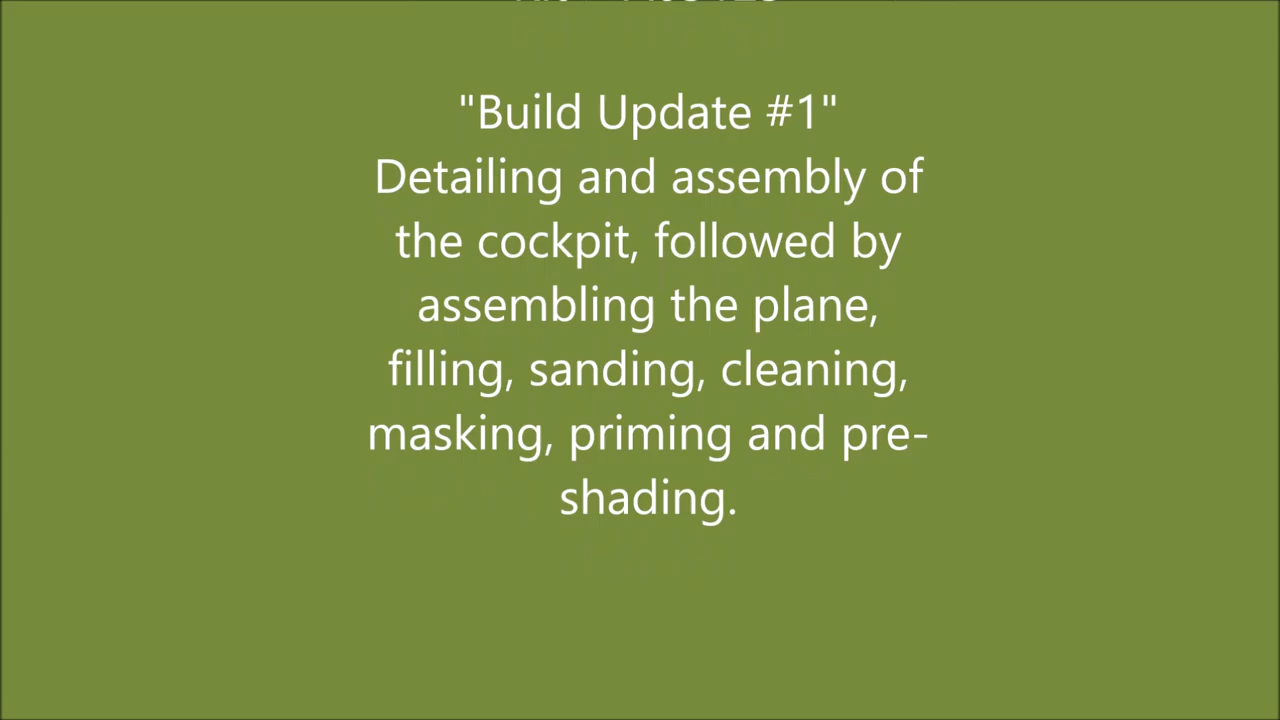 "Build Update #1"
Detailing and assembly of
the cockpit, followed by
assembling the plane,
filling, sanding, cleaning,
masking, priming and pre-
shading.